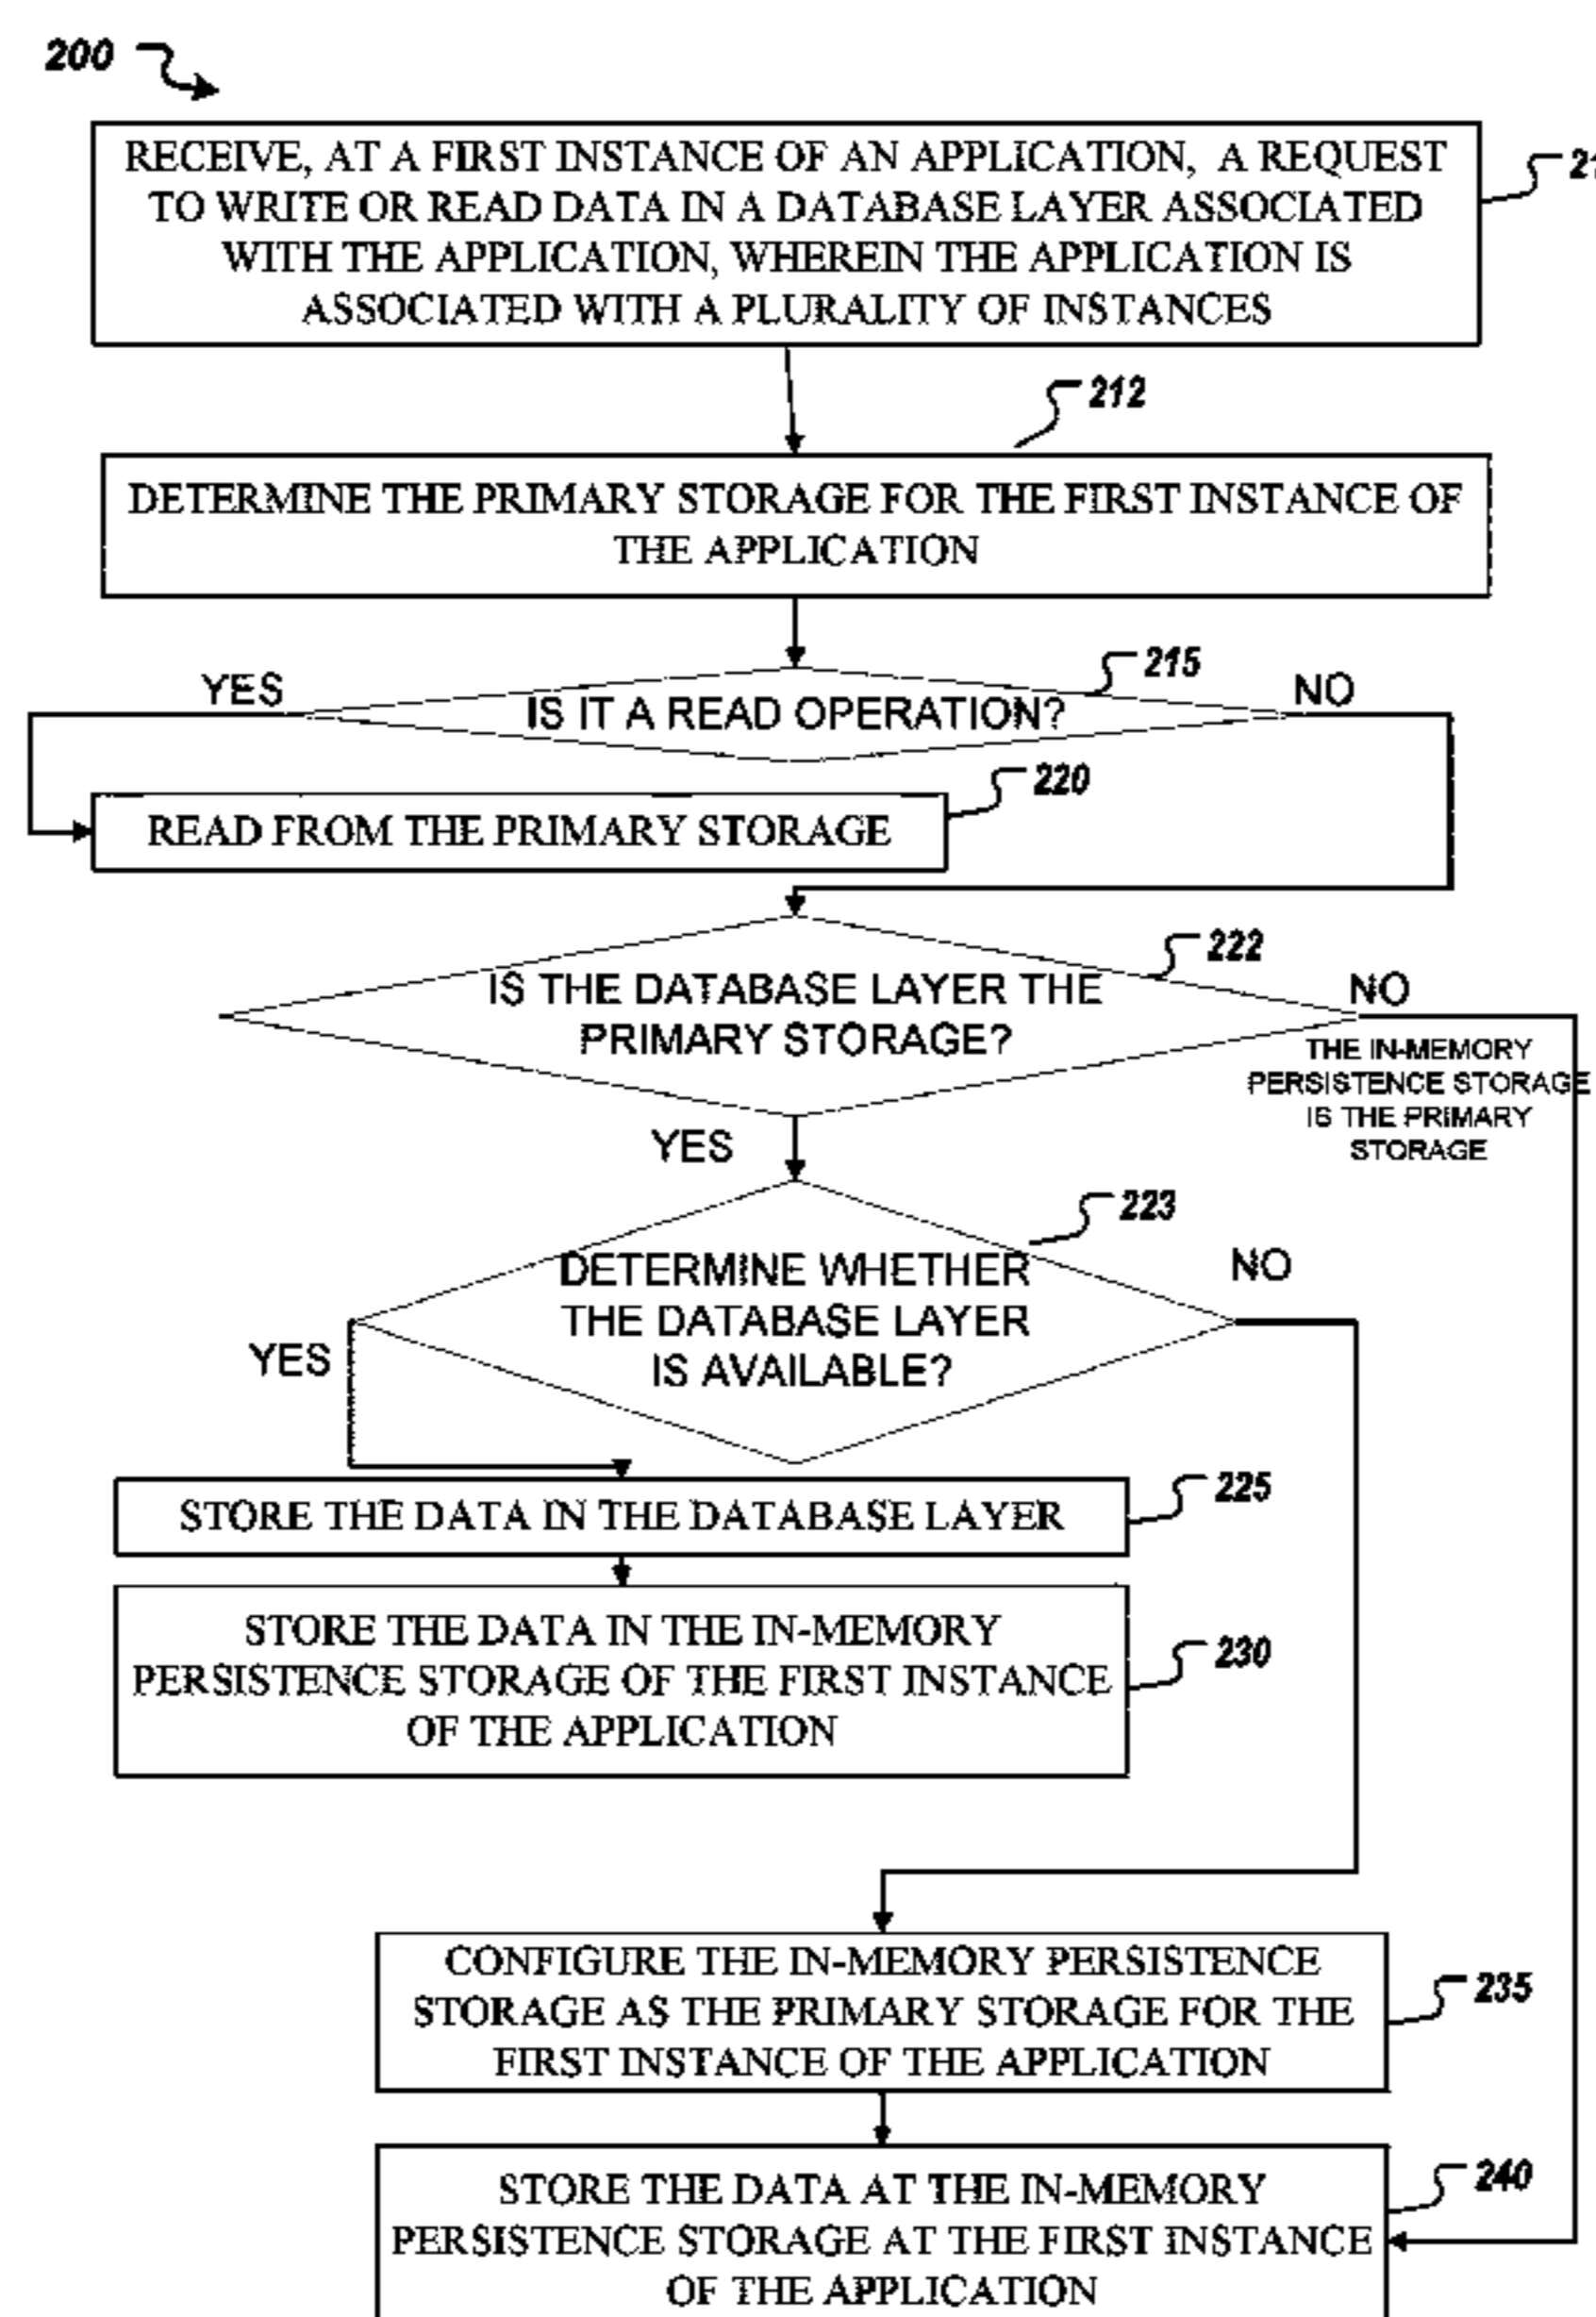 200
RECEIVE, AT A FIRST INSTANCE OF AN APPLICATION, A REQUEST
TO WRITE OR READ DATA IN A DATABASE LAYER ASSOCIATED
WITH THE APPLICATION, WHEREIN THE APPLICATION IS
ASSOCIATED WITH A PLURALITY OF INSTANCES
212
DETERMINE THE PRIMARY STORAGE FOR THE FIRST INSTANCE OF
THE APPLICATION
215
YES
NO
IS IT A READ OPERATION?
220
READ FROM THE PRIMARY STORAGE
222
IS THE DATABASE LAYER THE
PRIMARY STORAGE?
NO
THE IN-MEMORY
PERSISTENCE STORAGE
IS THE PRIMARY
STORAGE
YES
223
DETERMINE WHETHER
THE DATABASE LAYER
IS AVAILABLE?
NO
YES
225
STORE THE DATA IN THE DATABASE LAYER
STORE THE DATA IN THE IN-MEMORY
PERSISTENCE STORAGE OF THE FIRST INSTANCE
OF THE APPLICATION
230
CONFIGURE THE IN-MEMORY PERSISTENCE
STORAGE AS THE PRIMARY STORAGE FOR THE
FIRST INSTANCE OF THE APPLICATION
235
STORE THE DATA AT THE IN-MEMORY
PERSISTENCE STORAGE AT THE FIRST INSTANCE
OF THE APPLICATION
240